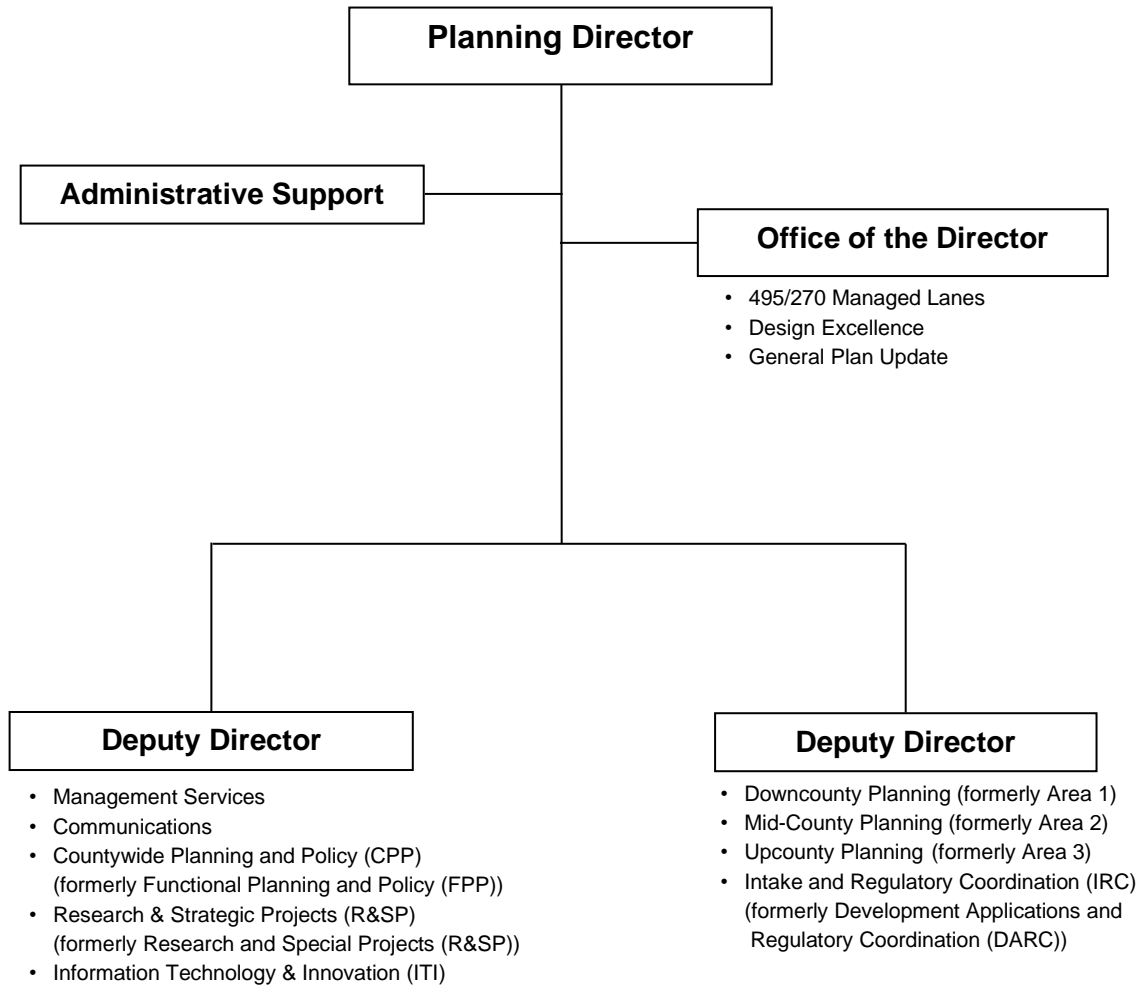 Planning Director
Administrative Support
Office of the Director
• 495/270 Managed Lanes
• Design Excellence
• General Plan Update
Deputy Director
• Management Services
• Communications
• Countywide Planning and Policy (CPP)
(formerly Functional Planning and Policy (FPP))
• Research & Strategic Projects (R&SP)
(formerly Research and Special Projects (R&SP))
• Information Technology & Innovation (ITI)
Deputy Director
• Downcounty Planning (formerly Area 1)
• Mid-County Planning (formerly Area 2)
• Upcounty Planning (formerly Area 3)
• Intake and Regulatory Coordination (IRC)
(formerly Development Applications and
Regulatory Coordination (DARC))